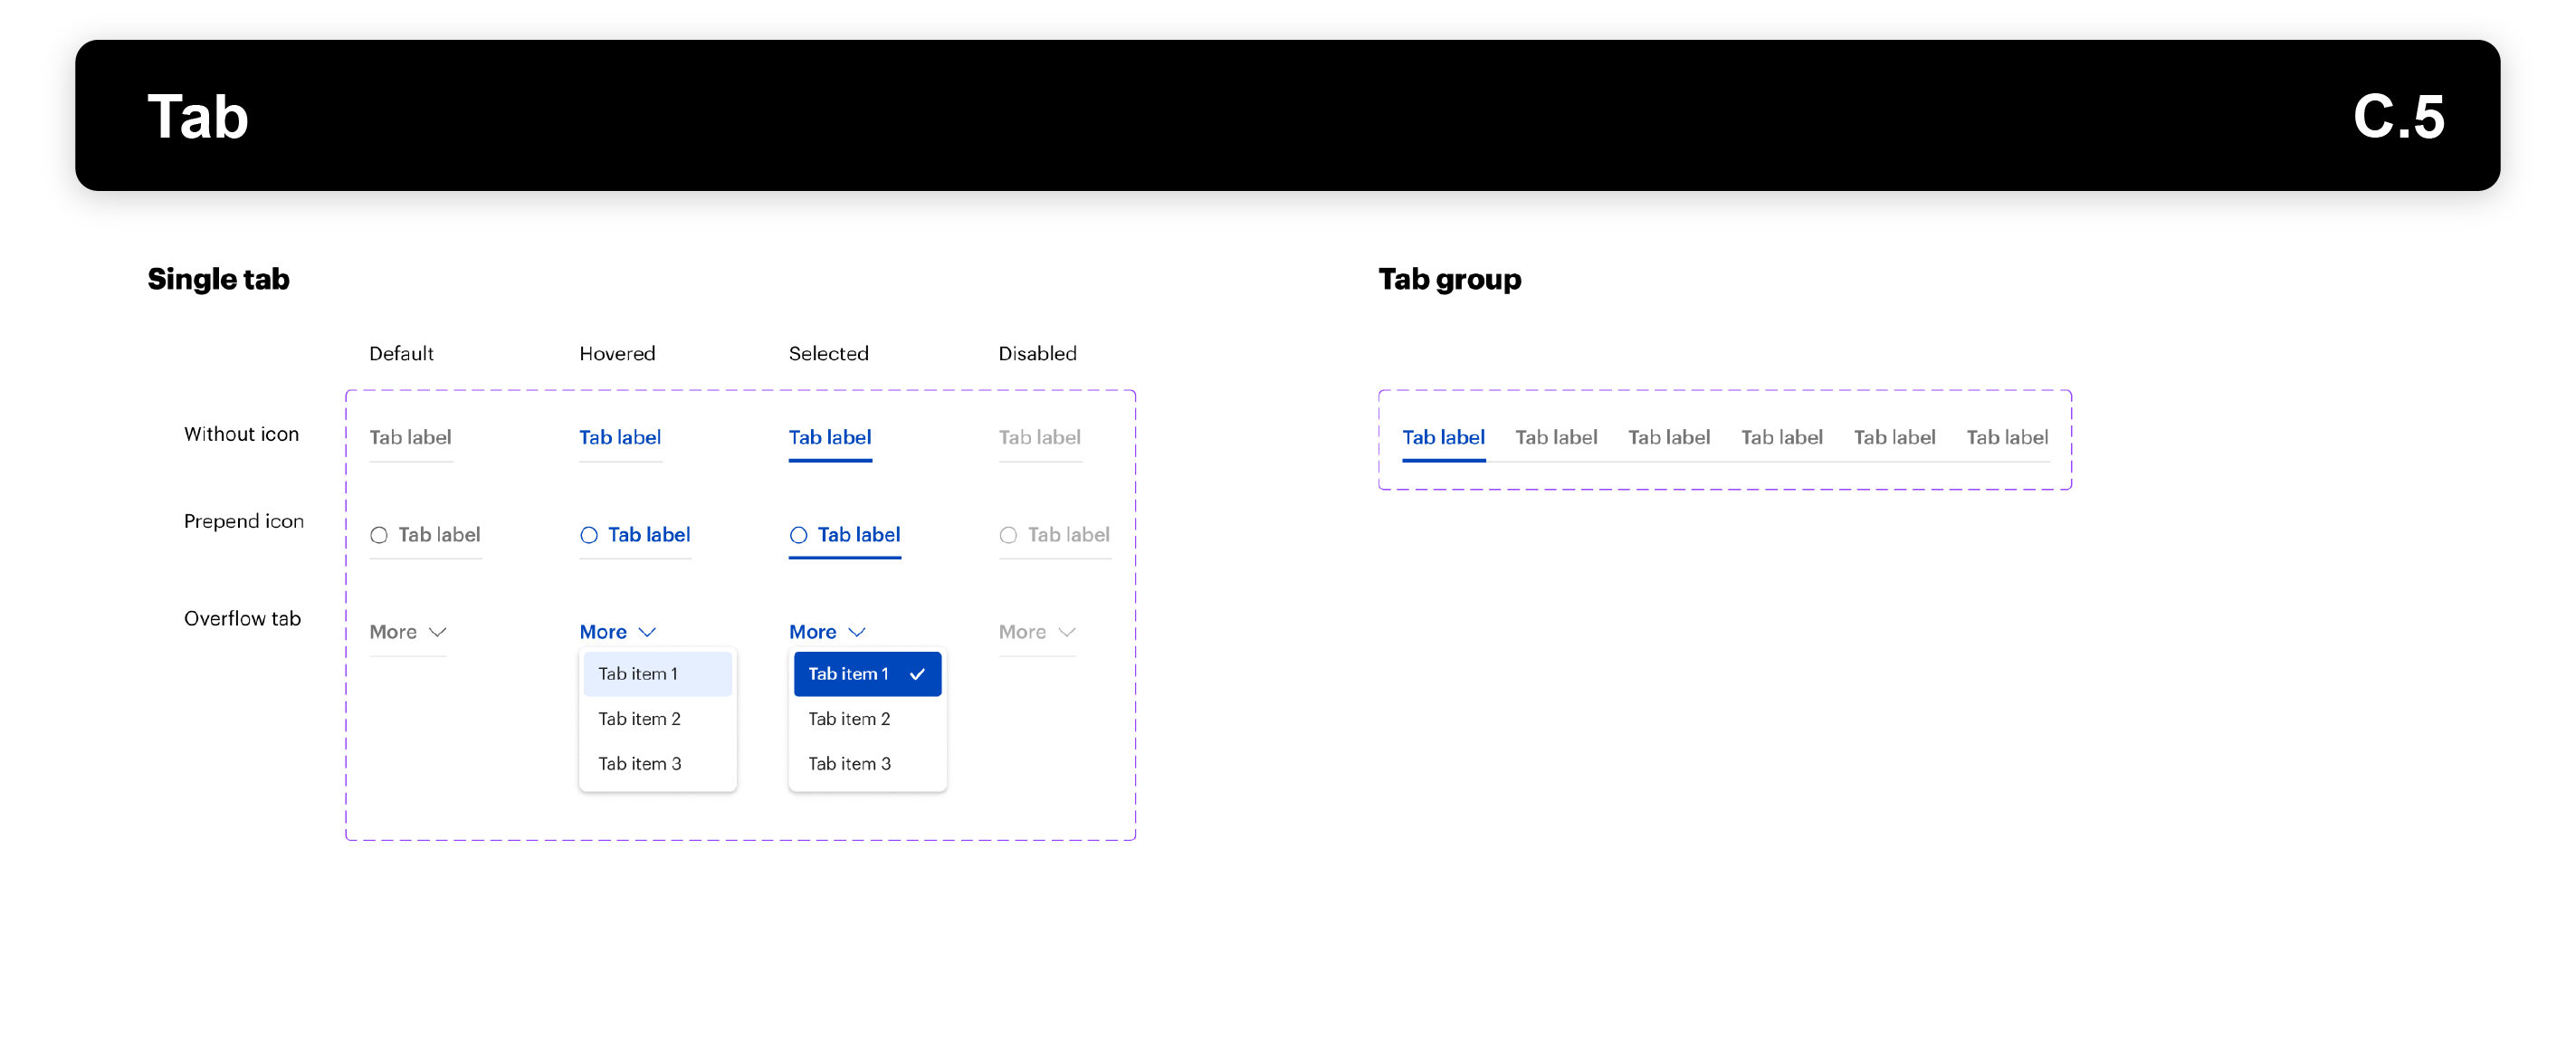 Tab
C.5
Single tab
Tab group
Default Hovered Selected Disabled
Without icon
Tab label Tab label Tab label Tab label
Tab label Tab label Tab label Tab label Tab label Tab label
Prepend icon
Tab label Tab label Tab label Tab label
Overflow tab
More More More More
Tab item 1
Tab item 2
Tab item 3
Tab item 1
Tab item 2
Tab item 3